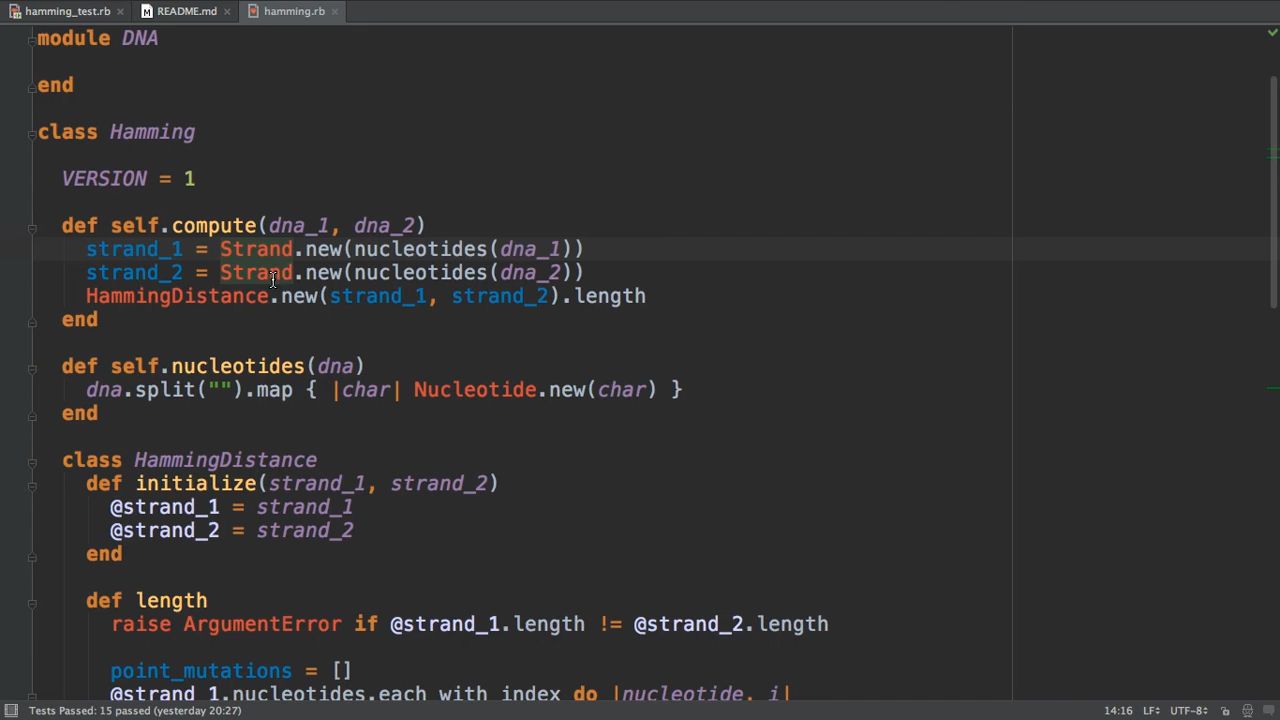 hamming_test.rb × README.md × hamming.rb ×
module DNA
end
class Hamming
VERSION = 1
def self.compute(dna_1, dna_2)
strand_1 = Strand.new(nucleotides(dna_1))
strand_2 = Strand.new(nucleotides(dna_2))
HammingDistance.new(strand_1, strand_2).length
end
def self.nucleotides(dna)
dna.split("").map { |char| Nucleotide.new(char) }
end
class HammingDistance
def initialize(strand_1, strand_2)
@strand_1 = strand_1
@strand_2 = strand_2
end
def length
raise ArgumentError if @strand_1.length != @strand_2.length
point_mutations = []
@strand_1.nucleotides.each_with_index do |nucleotide, i|
Tests Passed: 15 passed (yesterday 20:27) 14:16 LF UTF-8